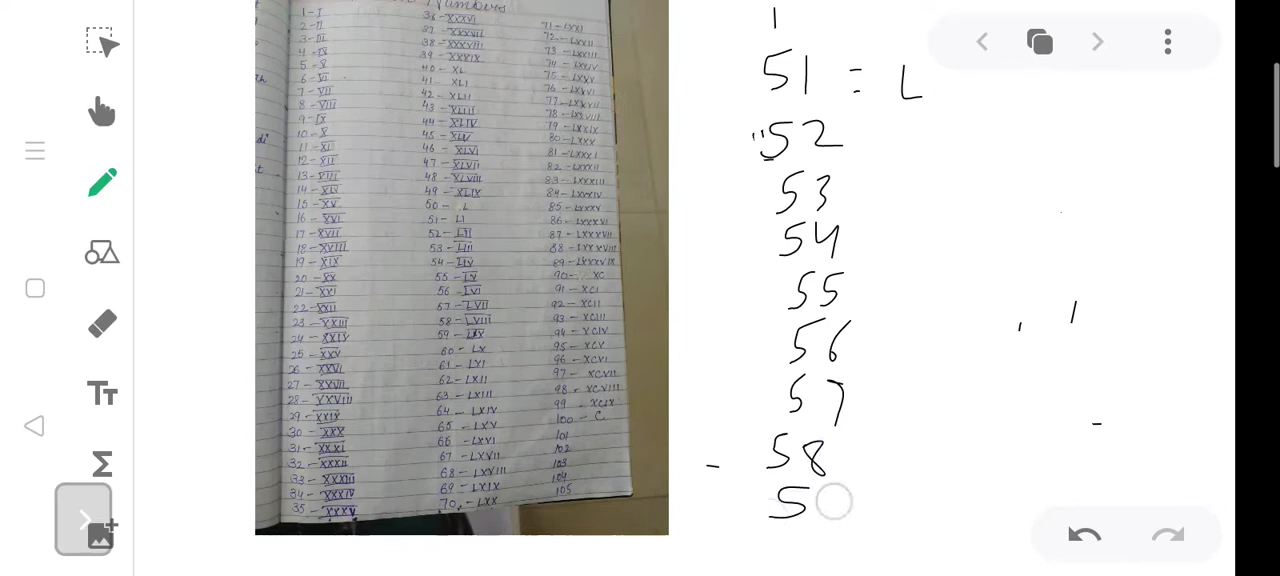 Numbers
1-I
2-II
3-III
4-IV
5-V
6-VI
7-VII
8-VIII
9-IX
10-X
11-XI
12-XII
13-XIII
14-XIV
15-XV
16-XVI
17-XVII
18-XVIII
19-XIX
20-XX
21-XXI
22-XXII
23-XXIII
24-XXIV
25-XXV
26-XXVI
27-XXVII
28-XXVIII
29-XXIX
30-XXX
31-XXXI
32-XXXII
33-XXXIII
34-XXXIV
35-XXXV
36-XXXVI
37-XXXVII
38-XXXVIII
39-XXXIX
40-XL
41-XLI
42-XLII
43-XLIII
44-XLIV
45-XLV
46-XLVI
47-XLVII
48-XLVIII
49-XLIX
50-L
51-LI
52-LII
53-LIII
54-LIV
55-LV
56-LVI
57-LVII
58-LVIII
59-LIX
60-LX
61-LXI
62-LXII
63-LXIII
64-LXIV
65-LXV
66-LXVI
67-LXVII
68-LXVIII
69-LXIX
70-LXX
71-LXXI
72-LXXII
73-LXXIII
74-LXXIV
75-LXXV
76-LXXVI
77-LXXVII
78-LXXVIII
79-LXXIX
80-LXXX
81-LXXXI
82-LXXXII
83-LXXXIII
84-LXXXIV
85-LXXXV
86-LXXXVI
87-LXXXVII
88-LXXXVIII
89-LXXXVIX
90-XC
91-XCI
92-XCII
93-XCIII
94-XCIV
95-XCV
96-XCVI
97-XCVII
98-XCVIII
99-XCIX
100-C
101
102
103
104
105
51 = L
52
53
54
55
56
57
58
5
Tt